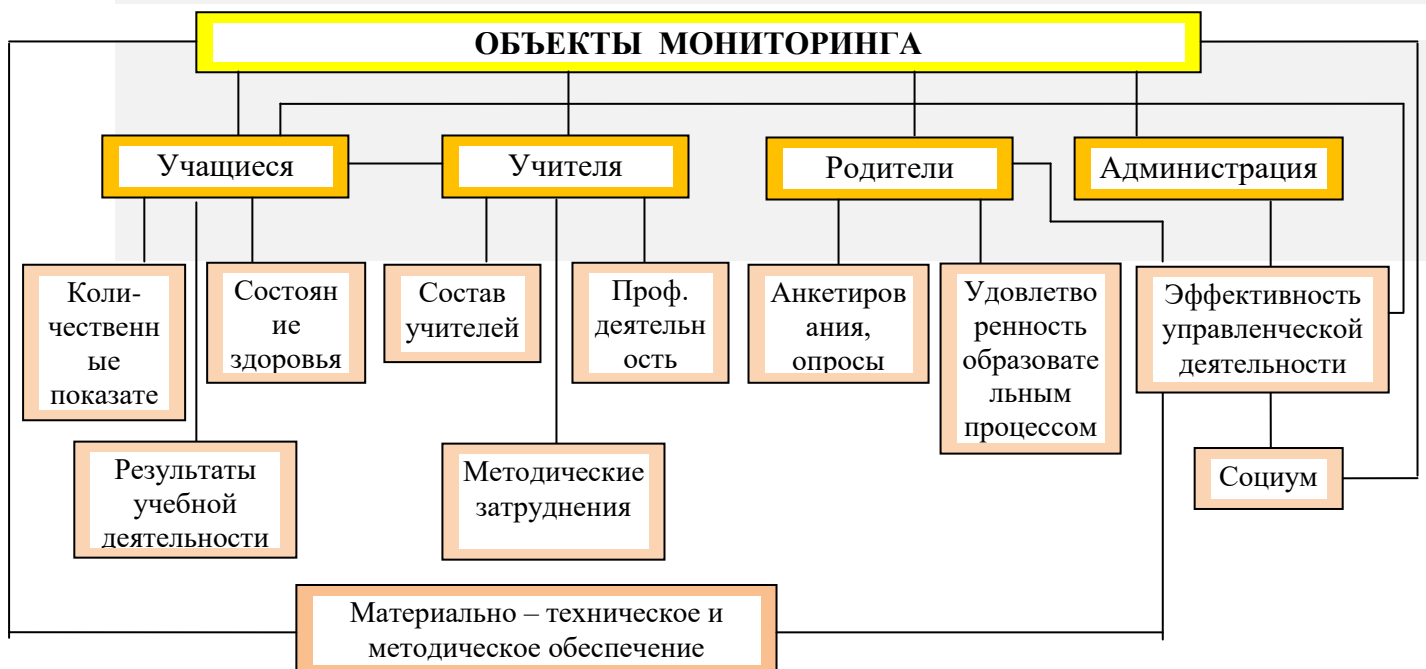 ОБЪЕКТЫ МОНИТОРИНГА
Учащиеся
Учителя
Родители
Администрация
Коли-
чественн
ые
показате
Состоян
ие
здоровья
Состав
учителей
Проф.
деятельн
ость
Анкетиров
ания,
опросы
Удовлетво
ренность
образовате
льным
процессом
Эффективность
управленческой
деятельности
Результаты
учебной
деятельности
Методические
затруднения
Социум
Материально – техническое и
методическое обеспечение